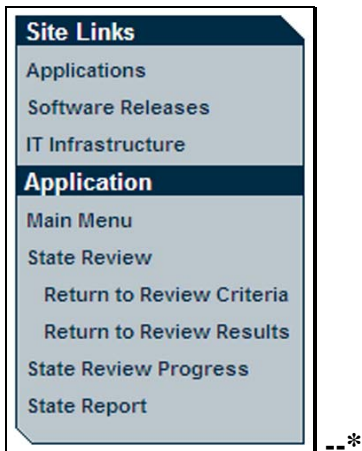 Site Links
Applications
Software Releases
IT Infrastructure
Application
Main Menu
State Review
Return to Review Criteria
Return to Review Results
State Review Progress
State Report
--*